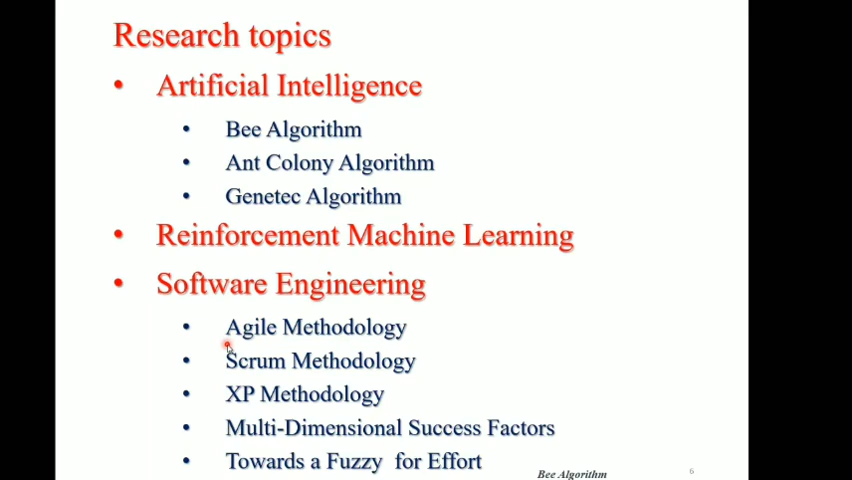 Research topics
• Artificial Intelligence
• Bee Algorithm
• Ant Colony Algorithm
• Genetec Algorithm
• Reinforcement Machine Learning
• Software Engineering
• Agile Methodology
• Scrum Methodology
• XP Methodology
• Multi-Dimensional Success Factors
• Towards a Fuzzy for Effort
Bee Algorithm
6